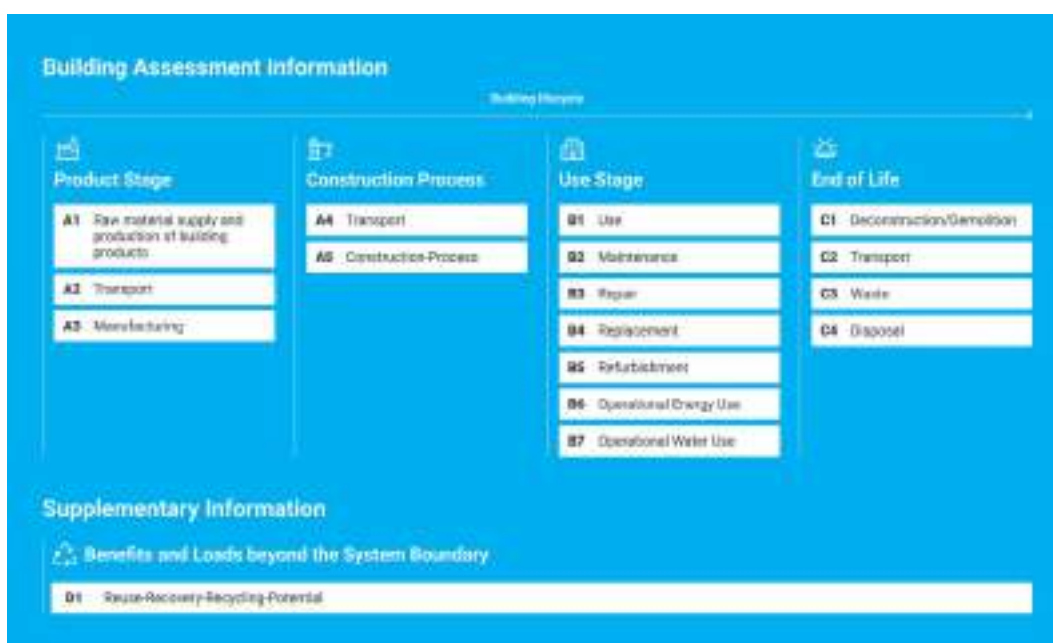 Building Assessment Information
Building lifecycle
Product Stage
A1 Raw material supply and
production of building
products
A2 Transport
A3 Manufacturing
Construction Process
A4 Transport
A5 Construction-Process
Use Stage
B1 Use
B2 Maintenance
B3 Repair
B4 Replacement
B5 Refurbishment
B6 Operational Energy Use
B7 Operational Water Use
End of Life
C1 Deconstruction/Demolition
C2 Transport
C3 Waste
C4 Disposal
Supplementary Information
Benefits and Loads beyond the System Boundary
D1 Reuse-Recovery-Recycling-Potential